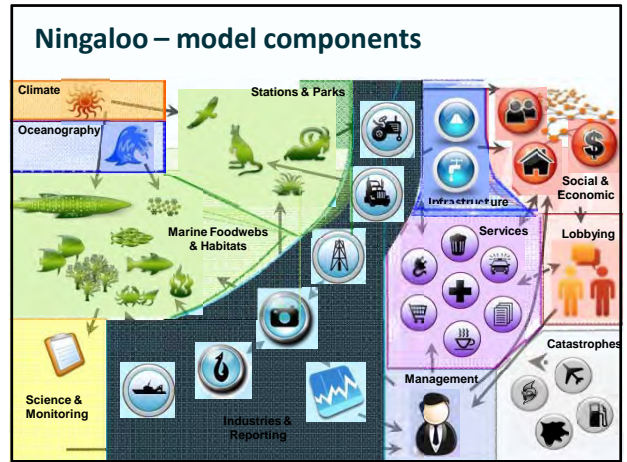 Ningaloo – model components
Climate
Stations & Parks
Oceanography
Infrastructure
Social &
Economic
Marine Foodwebs
& Habitats
Services
Lobbying
$
Catastrophes
Management
Science &
Monitoring
Industries &
Reporting